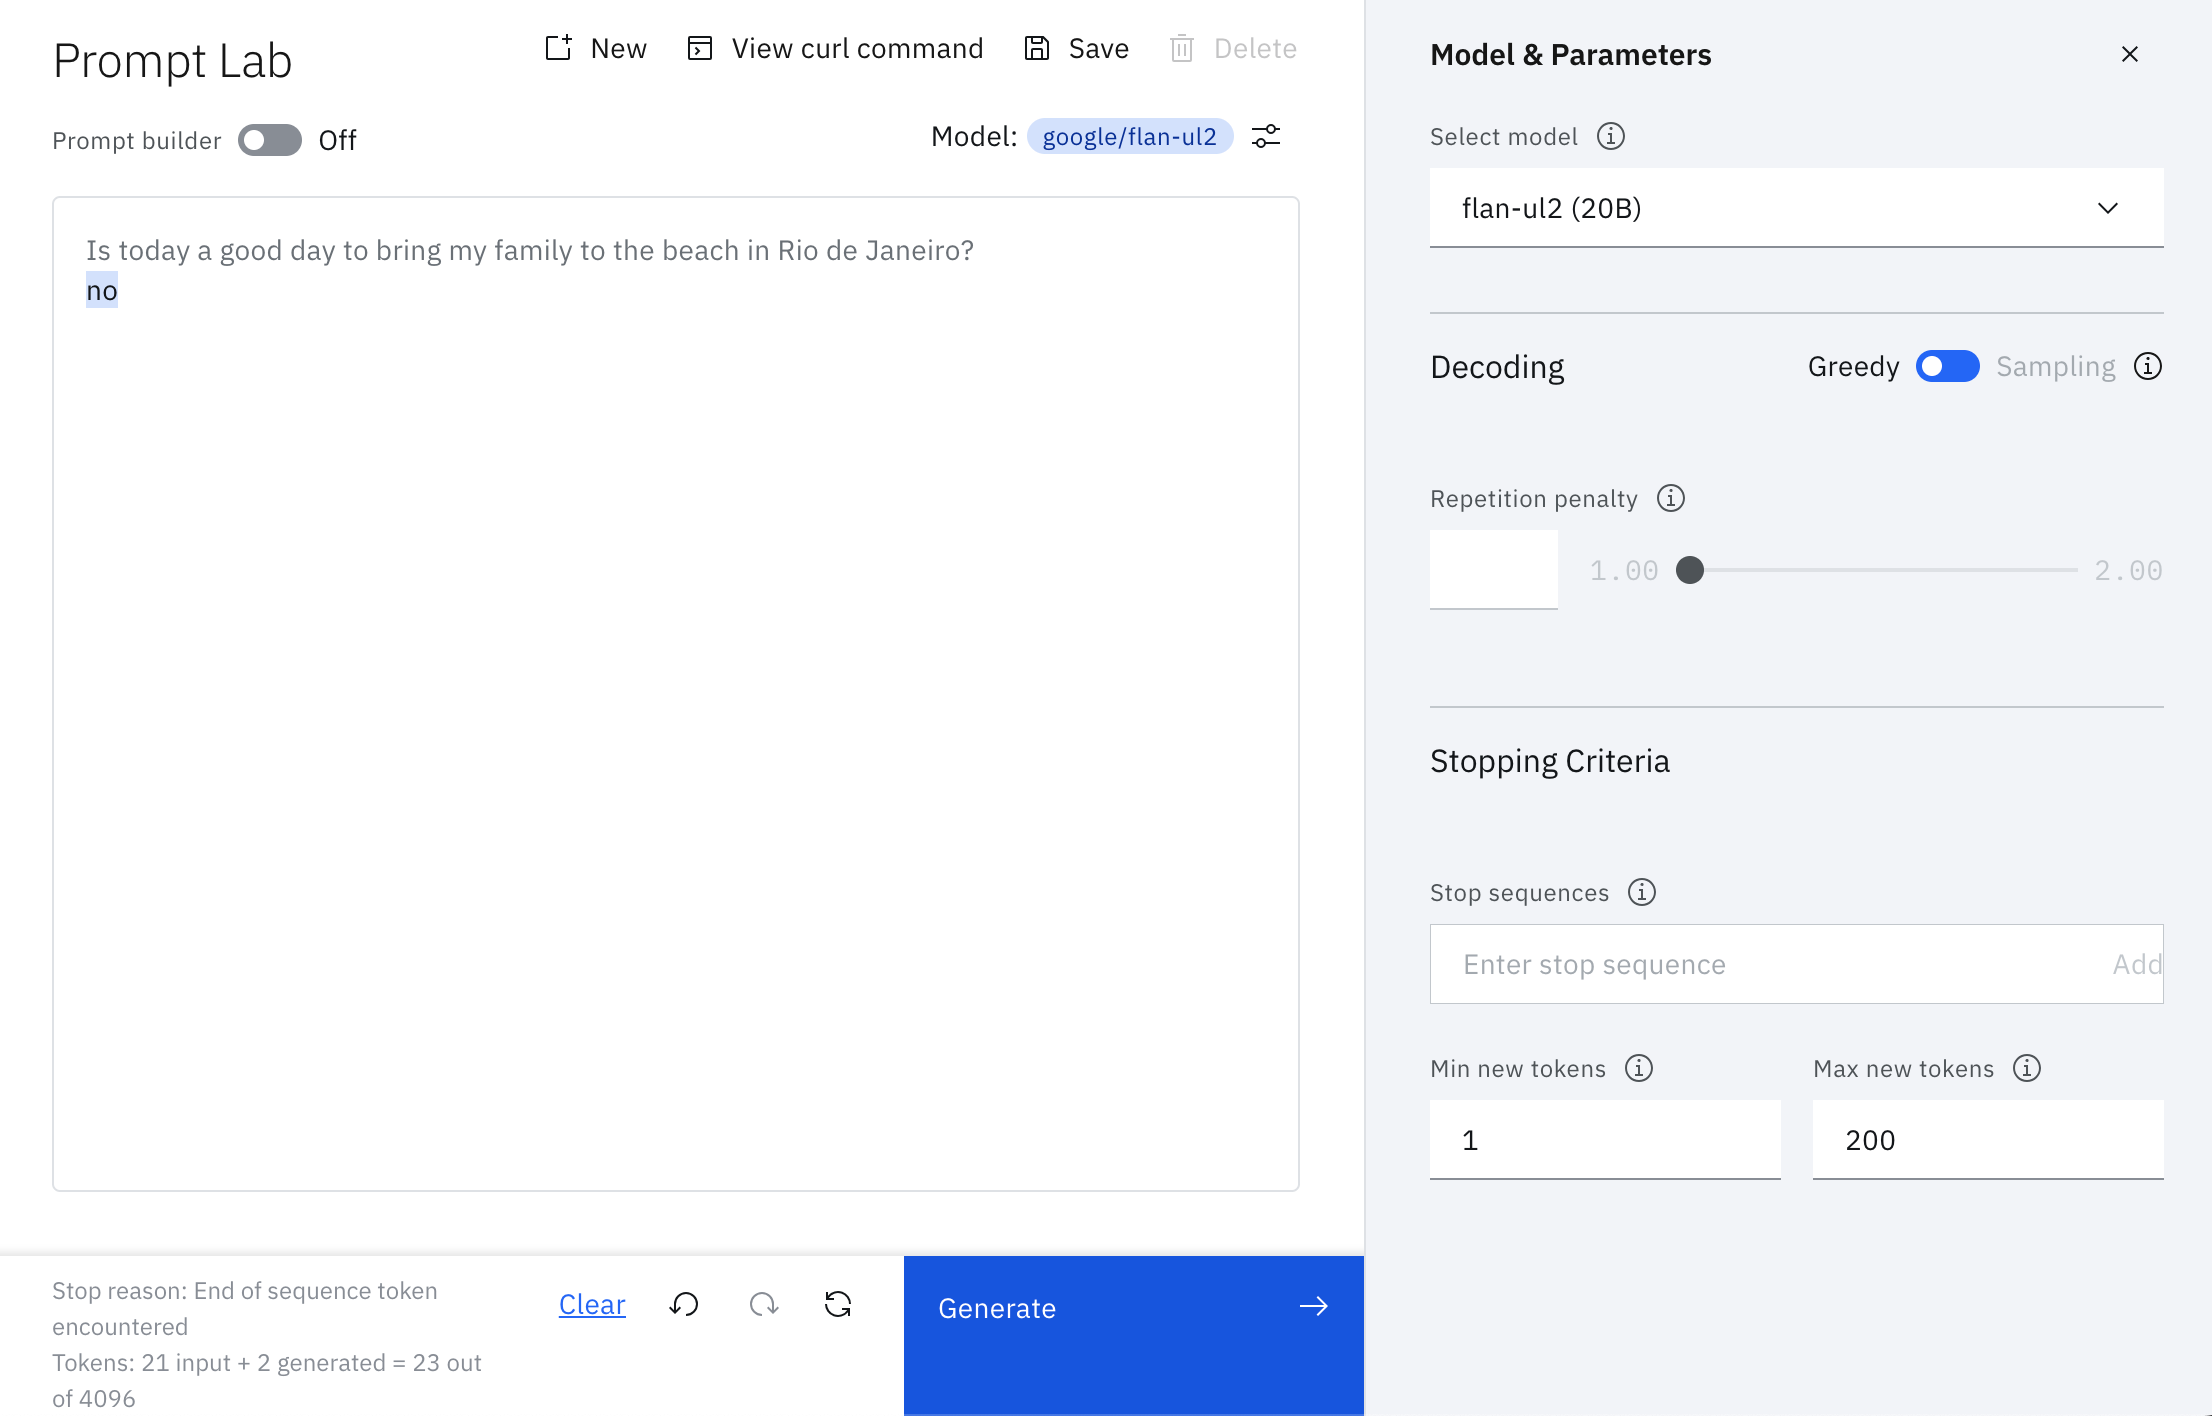 Prompt Lab
New
View curl command
Save
Delete
Prompt builder
Off
Model:
google/flan-ul2
Is today a good day to bring my family to the beach in Rio de Janeiro?
no
Stop reason: End of sequence token
encountered
Tokens: 21 input + 2 generated = 23 out
of 4096
Clear
Generate
Model & Parameters
Select model
flan-ul2 (20B)
Decoding
Greedy
Sampling
Repetition penalty
1.00
2.00
Stopping Criteria
Stop sequences
Enter stop sequence
Add
Min new tokens
Max new tokens
1
200